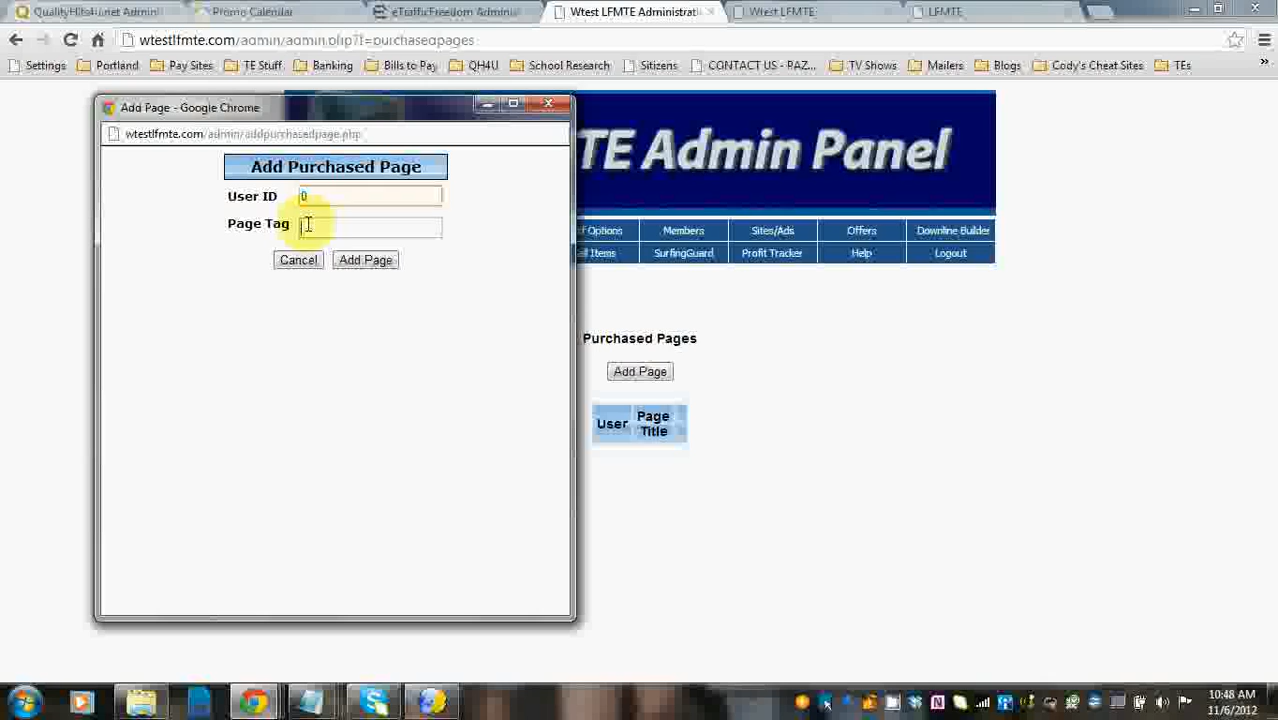 QualityHits4u.net Admini
Promo Calendar
eTrafficFreedom Adminis
Wtest LFMTE Administrati
Wtest LFMTE
LFMTE
wtestlfmte.com/admin/admin.php?f=purchasedpages
Settings
Portland
Pay Sites
TE Stuff
Banking
Bills to Pay
QH4U
School Research
Sitizens
CONTACT US - PAZ...
TV Shows
Mailers
Blogs
Cody's Cheat Sites
TEs
Add Page - Google Chrome
wtestlfmte.com/admin/addpurchasedpage.php
Add Purchased Page
User ID 0
Page Tag
Cancel Add Page
TE Admin Panel
Options Members Sites/Ads Offers Downline Builder
Items SurfingGuard Profit Tracker Help Logout
Purchased Pages
Add Page
User
Page
Title
10:48 AM
11/6/2012